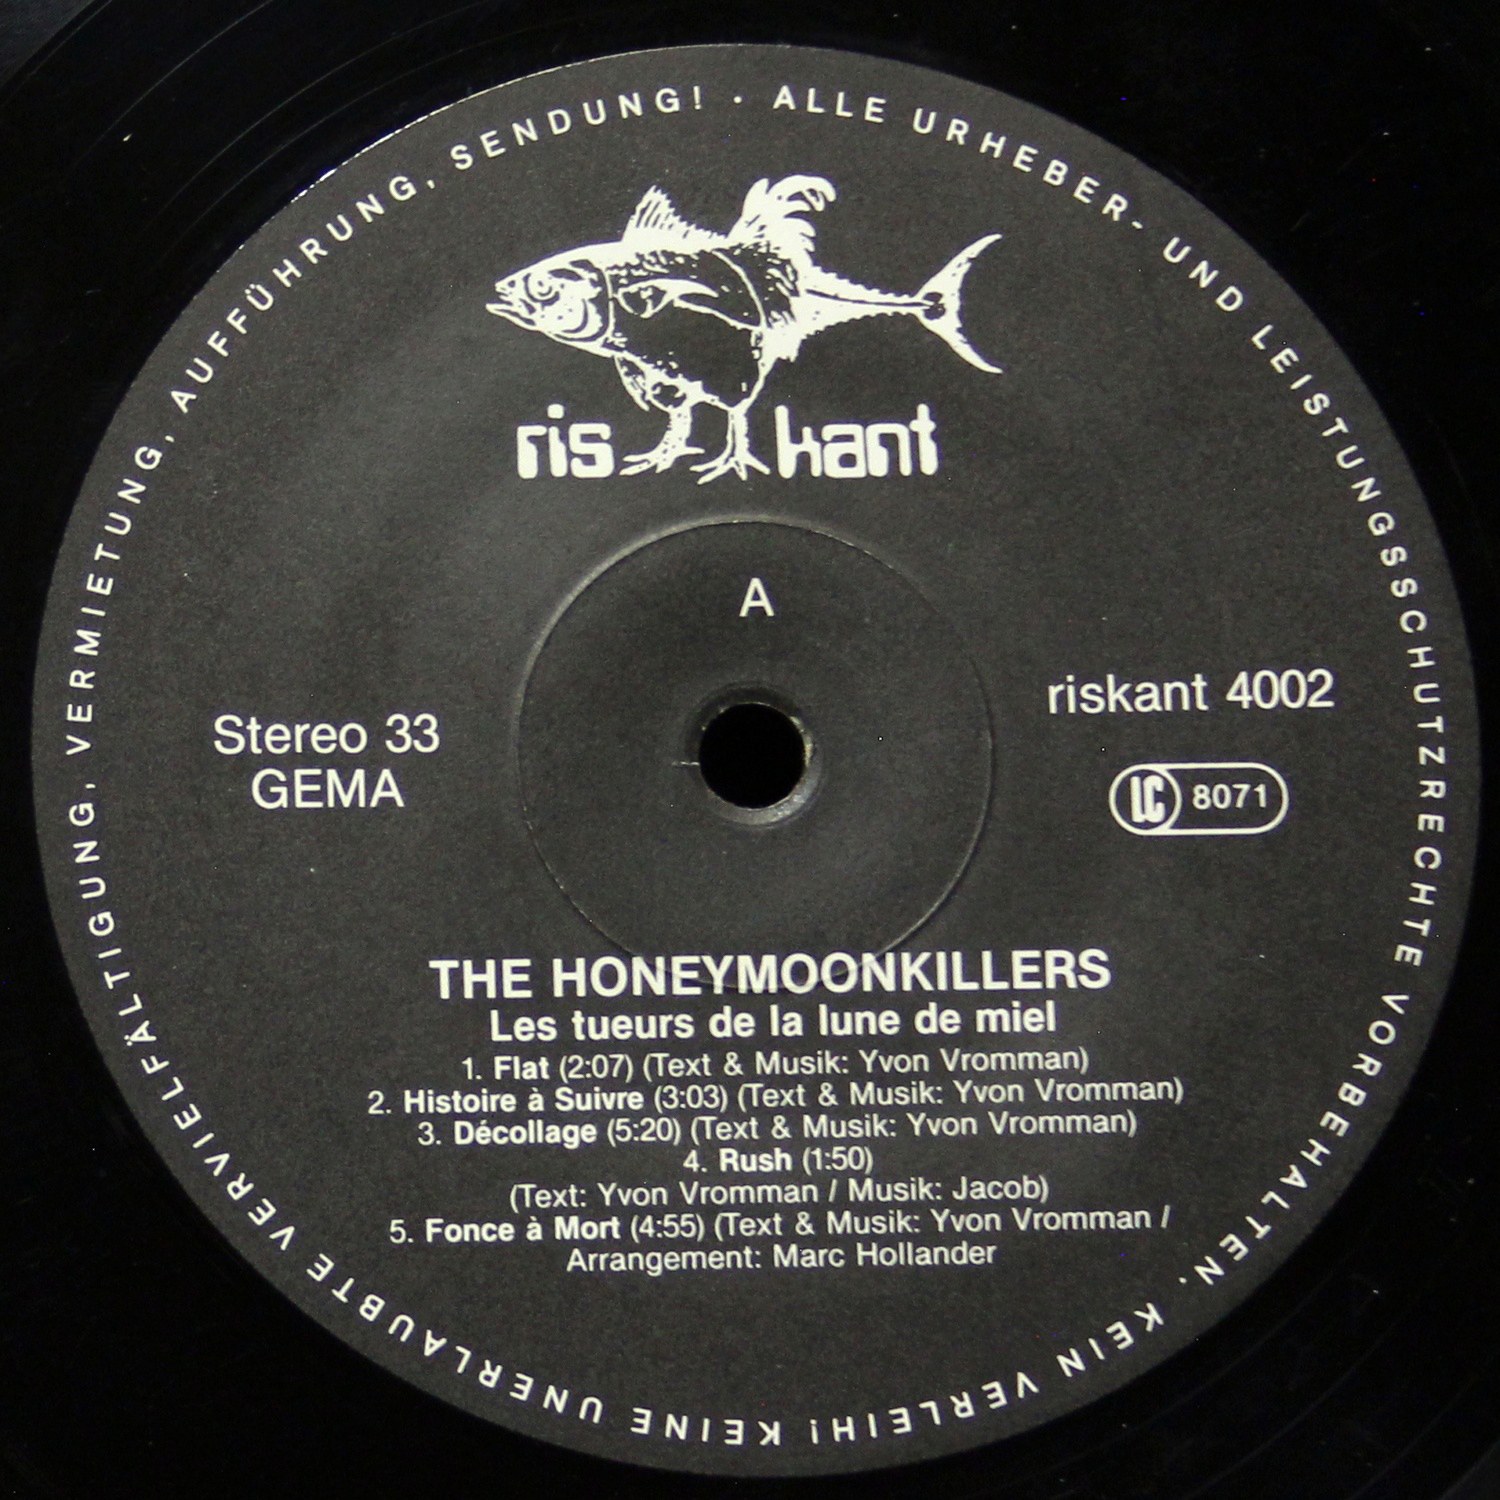 ALLE URHEBER- UND LEISTUNGSSCHUTZRECHTE VORBEHALTEN. KEIN VERLEIH! KEINE UNERLAUBTE VERVIELFÄLTIGUNG, VERMIETUNG, AUFFÜHRUNG, SENDUNG! ·
ris kant
A
Stereo 33
GEMA
riskant 4002
LC 8071
THE HONEYMOONKILLERS
Les tueurs de la lune de miel
1. Flat (2:07) (Text & Musik: Yvon Vromman)
2. Histoire à Suivre (3:03) (Text & Musik: Yvon Vromman)
3. Décollage (5:20) (Text & Musik: Yvon Vromman)
4. Rush (1:50)
(Text: Yvon Vromman / Musik: Jacob)
5. Fonce à Mort (4:55) (Text & Musik: Yvon Vromman /
Arrangement: Marc Hollander